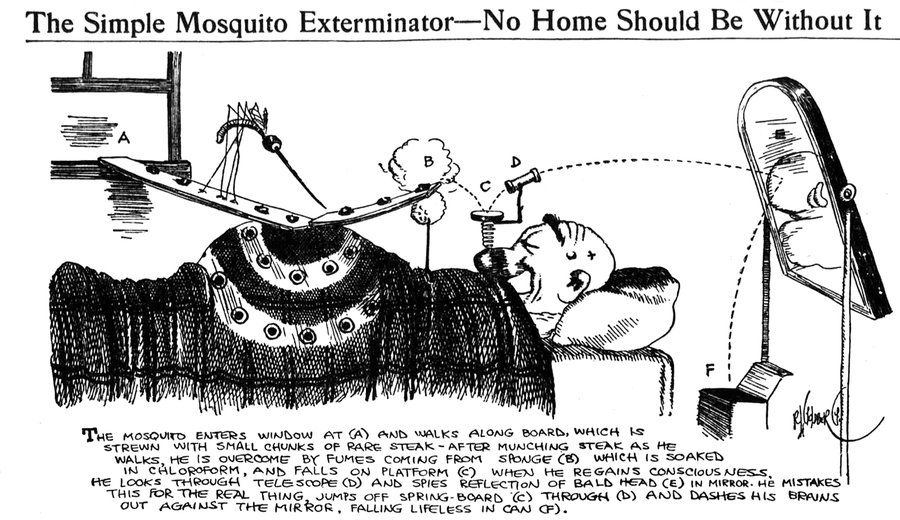 The Simple Mosquito Exterminator—No Home Should Be Without It
A
B
C
D
F
THE MOSQUITO ENTERS WINDOW AT (A) AND WALKS ALONG BOARD, WHICH IS
STREWN WITH SMALL CHUNKS OF RARE STEAK - AFTER MUNCHING STEAK AS HE
WALKS, HE IS OVERCOME BY FUMES COMING FROM SPONGE (B) WHICH IS SOAKED
IN CHLOROFORM, AND FALLS ON PLATFORM (C) WHEN HE REGAINS CONSCIOUSNESS,
HE LOOKS THROUGH TELESCOPE (D) AND SPIES REFLECTION OF BALD HEAD (E) IN MIRROR. HE MISTAKES
THIS FOR THE REAL THING, JUMPS OFF SPRING-BOARD (C) THROUGH (D) AND DASHES HIS BRAINS
OUT AGAINST THE MIRROR, FALLING LIFELESS IN CAN (F).